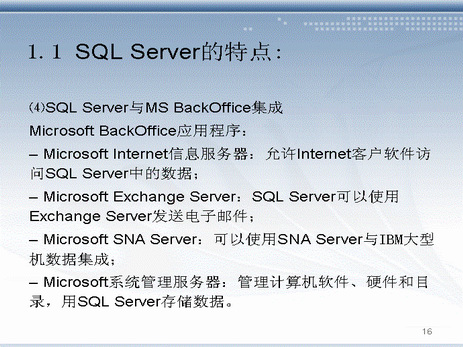 1.1 SQL Server的特点:
⑷SQL Server与MS BackOffice集成
Microsoft BackOffice应用程序：
– Microsoft Internet信息服务器：允许Internet客户软件访
问SQL Server中的数据；
– Microsoft Exchange Server：SQL Server可以使用
Exchange Server发送电子邮件；
– Microsoft SNA Server：可以使用SNA Server与IBM大型
机数据集成；
– Microsoft系统管理服务器：管理计算机软件、硬件和目
录，用SQL Server存储数据。
16